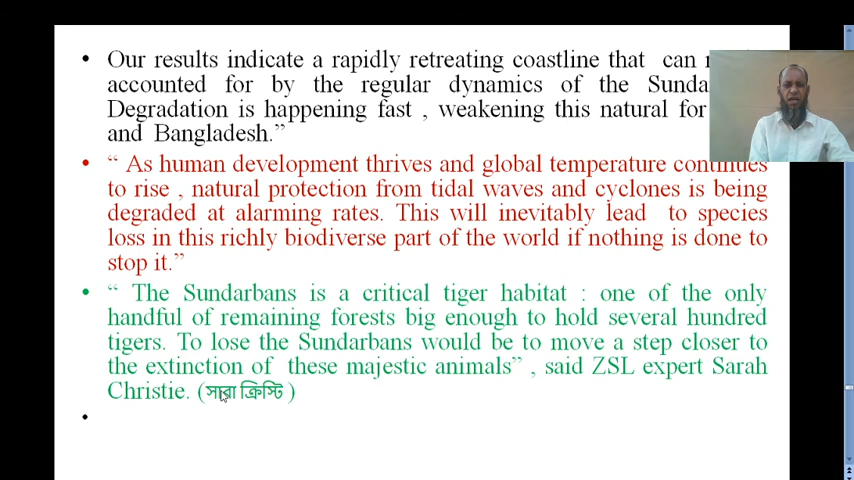 Our results indicate a rapidly retreating coastline that can
accounted for by the regular dynamics of the
Degradation is happening fast , weakening this natural for
and Bangladesh.”
“ As human development thrives and global temperature continues
to rise , natural protection from tidal waves and cyclones is being
degraded at alarming rates. This will inevitably lead to species
loss in this richly biodiverse part of the world if nothing is done to
stop it.”
“ The Sundarbans is a critical tiger habitat : one of the only
handful of remaining forests big enough to hold several hundred
tigers. To lose the Sundarbans would be to move a step closer to
the extinction of these majestic animals” , said ZSL expert Sarah
Christie. (সারা ক্রিস্টি )